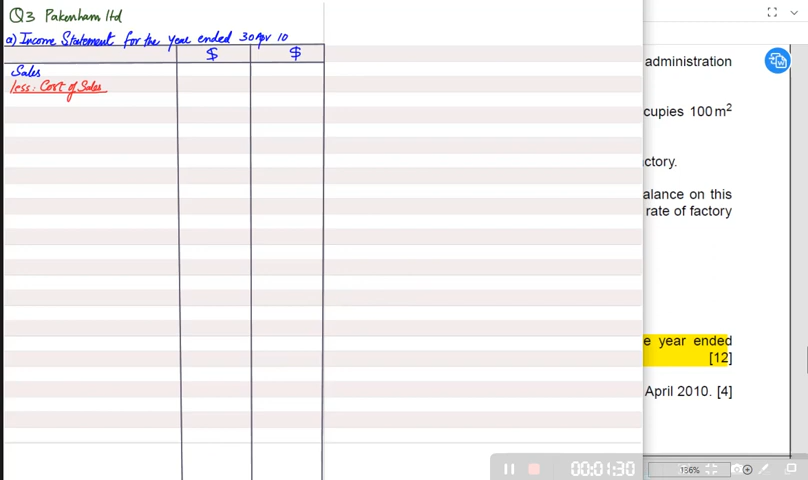 Q3 Pakenham ltd
a) Income Statement for the year ended 30 Apr 10
$ $
Sales
less: Cost of Sales
administration
cupies 100 m²
ctory.
alance on this
rate of factory
e year ended
[12]
April 2010. [4]
00:01:30
136%